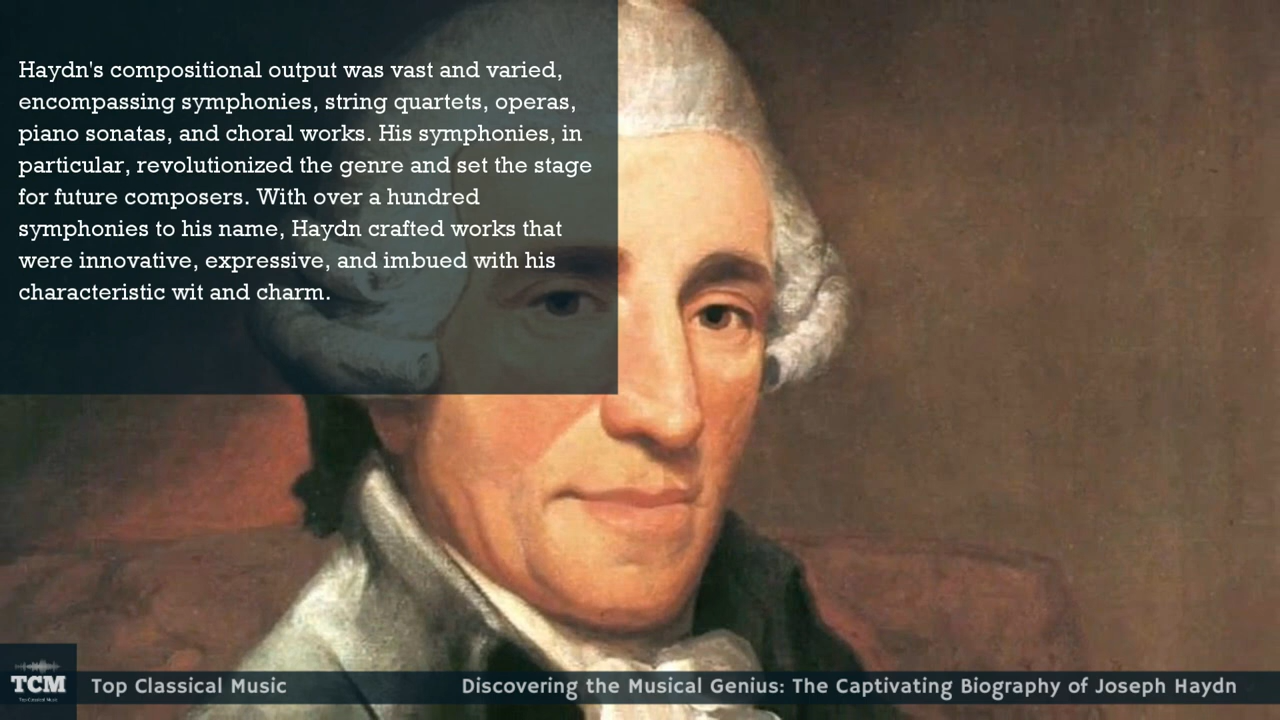 Haydn's compositional output was vast and varied,
encompassing symphonies, string quartets, operas,
piano sonatas, and choral works. His symphonies, in
particular, revolutionized the genre and set the stage
for future composers. With over a hundred
symphonies to his name, Haydn crafted works that
were innovative, expressive, and imbued with his
characteristic wit and charm.
TCM
Top Classical Music
Top Classical Music
Discovering the Musical Genius: The Captivating Biography of Joseph Haydn